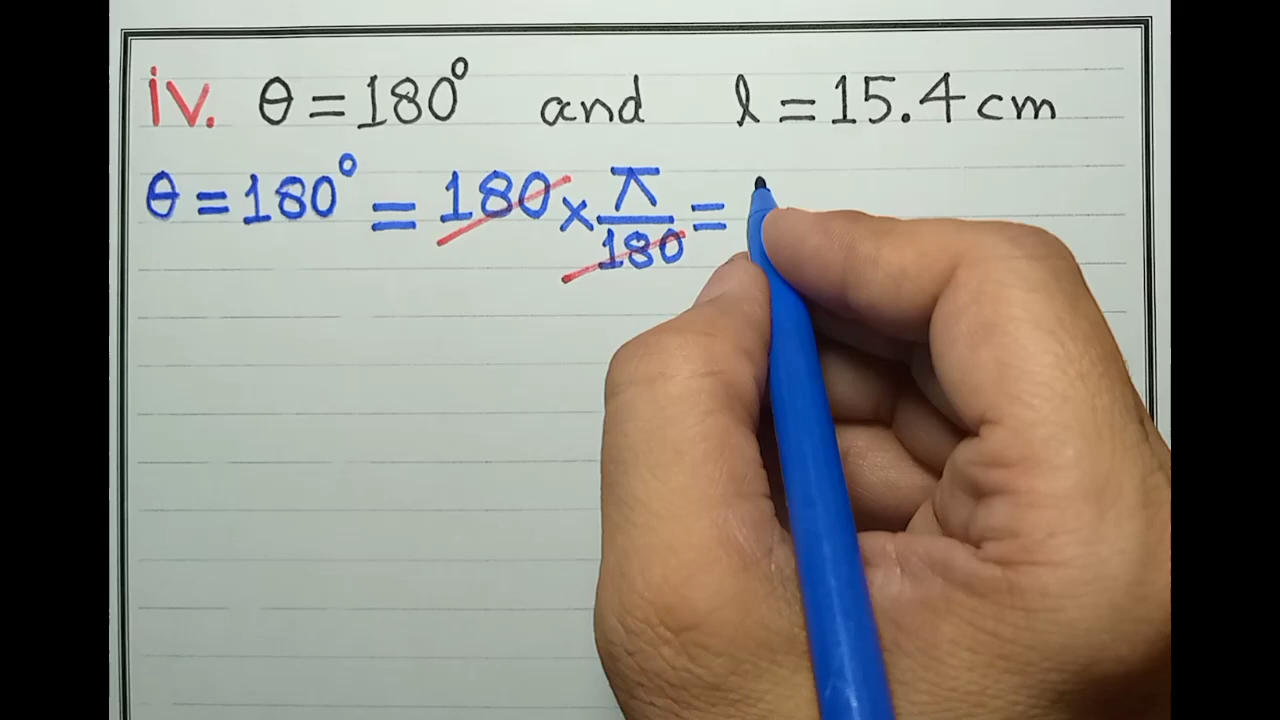 iv. θ = 180° and l = 15.4 cm
θ = 180° = 180 × π/180 =